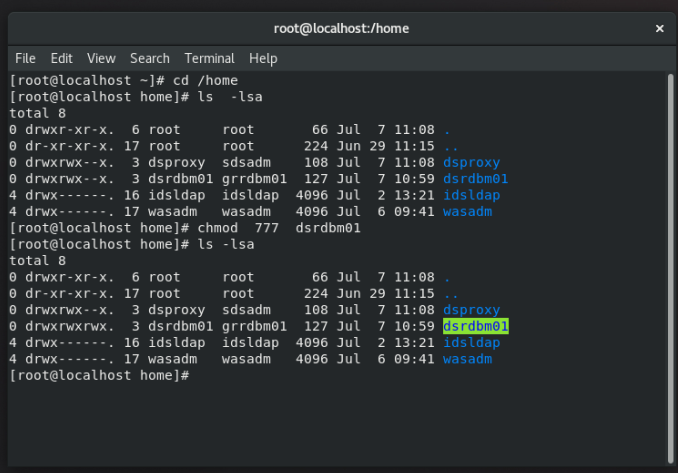 root@localhost:/home
×
File Edit View Search Terminal Help
[root@localhost ~]# cd /home
[root@localhost home]# ls  -lsa
total 8
0 drwxr-xr-x.  6 root     root       66 Jul  7 11:08 .
0 dr-xr-xr-x. 17 root     root      224 Jun 29 11:15 ..
0 drwxrwx--x.  3 dsproxy  sdsadm    108 Jul  7 11:08 dsproxy
0 drwxrwx--x.  3 dsrdbm01 grrdbm01  127 Jul  7 10:59 dsrdbm01
4 drwx------. 16 idsldap  idsldap  4096 Jul  2 13:21 idsldap
4 drwx------. 17 wasadm   wasadm   4096 Jul  6 09:41 wasadm
[root@localhost home]# chmod  777  dsrdbm01
[root@localhost home]# ls -lsa
total 8
0 drwxr-xr-x.  6 root     root       66 Jul  7 11:08 .
0 dr-xr-xr-x. 17 root     root      224 Jun 29 11:15 ..
0 drwxrwx--x.  3 dsproxy  sdsadm    108 Jul  7 11:08 dsproxy
0 drwxrwxrwx.  3 dsrdbm01 grrdbm01  127 Jul  7 10:59 dsrdbm01
4 drwx------. 16 idsldap  idsldap  4096 Jul  2 13:21 idsldap
4 drwx------. 17 wasadm   wasadm   4096 Jul  6 09:41 wasadm
[root@localhost home]#